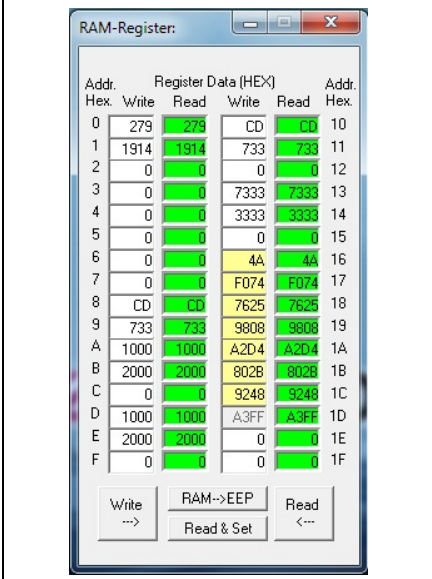 RAM-Register:
Addr. Register Data (HEX) Addr.
Hex. Write Read Write Read Hex.
0 279 279 CD CD 10
1 1914 1914 733 733 11
2 0 0 0 0 12
3 0 0 7333 7333 13
4 0 0 3333 3333 14
5 0 0 0 0 15
6 0 0 4A 4A 16
7 0 0 F074 F074 17
8 CD CD 7625 7625 18
9 733 733 9808 9808 19
A 1000 1000 A2D4 A2D4 1A
B 2000 2000 802B 802B 1B
C 0 0 9248 9248 1C
D 1000 1000 A3FF A3FF 1D
E 2000 2000 0 0 1E
F 0 0 0 0 1F
Write RAM-->EEP Read
---> Read & Set <---